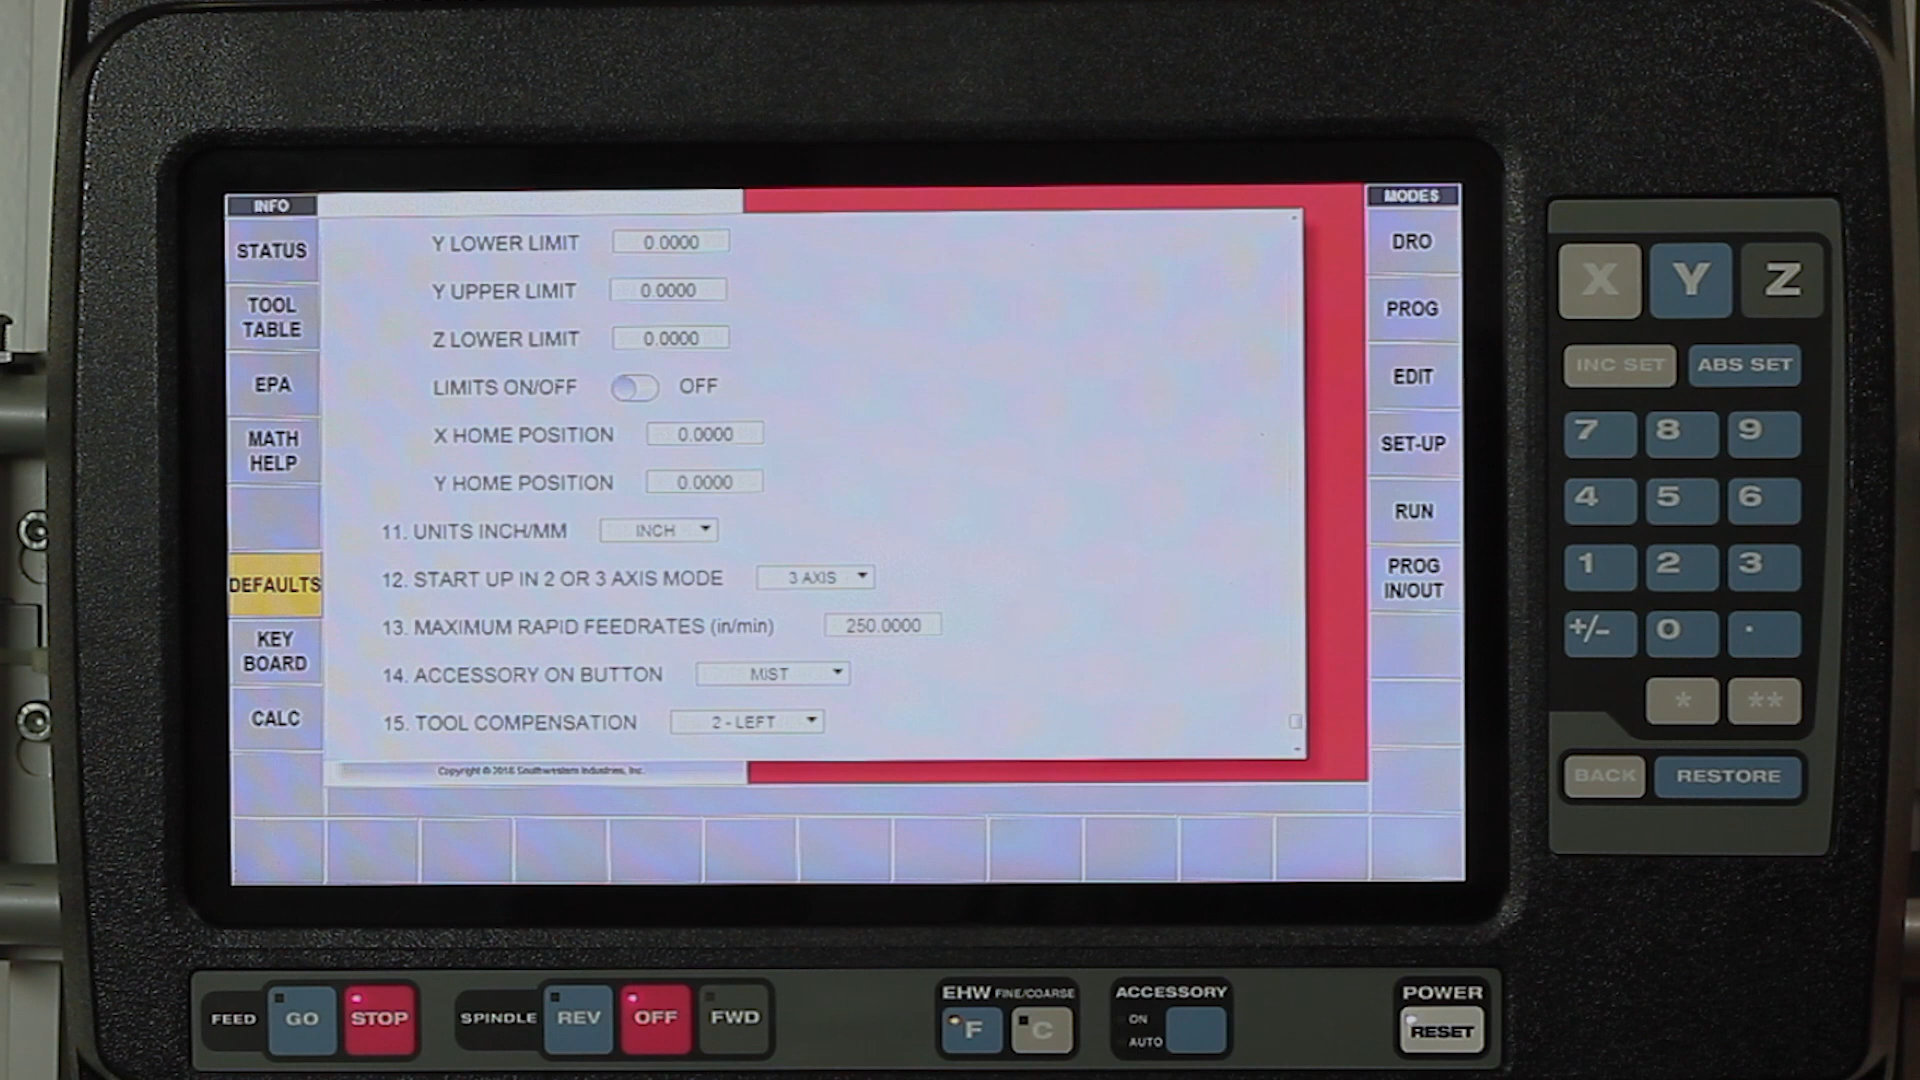 INFO
STATUS
TOOL
TABLE
EPA
MATH
HELP
DEFAULTS
KEY
BOARD
CALC
Y LOWER LIMIT 0.0000
Y UPPER LIMIT 0.0000
Z LOWER LIMIT 0.0000
LIMITS ON/OFF OFF
X HOME POSITION 0.0000
Y HOME POSITION 0.0000
11. UNITS INCH/MM INCH
12. START UP IN 2 OR 3 AXIS MODE 3 AXIS
13. MAXIMUM RAPID FEEDRATES (in/min) 250.0000
14. ACCESSORY ON BUTTON MIST
15. TOOL COMPENSATION 2 - LEFT
Copyright © 2018 Southwestern Industries, Inc.
MODES
DRO
PROG
EDIT
SET-UP
RUN
PROG
IN/OUT
X Y Z
INC SET ABS SET
7 8 9
4 5 6
1 2 3
+/- 0 .
* **
BACK RESTORE
FEED GO STOP
SPINDLE REV OFF FWD
EHW FINE/COARSE
F C
ACCESSORY
ON
AUTO
POWER
RESET